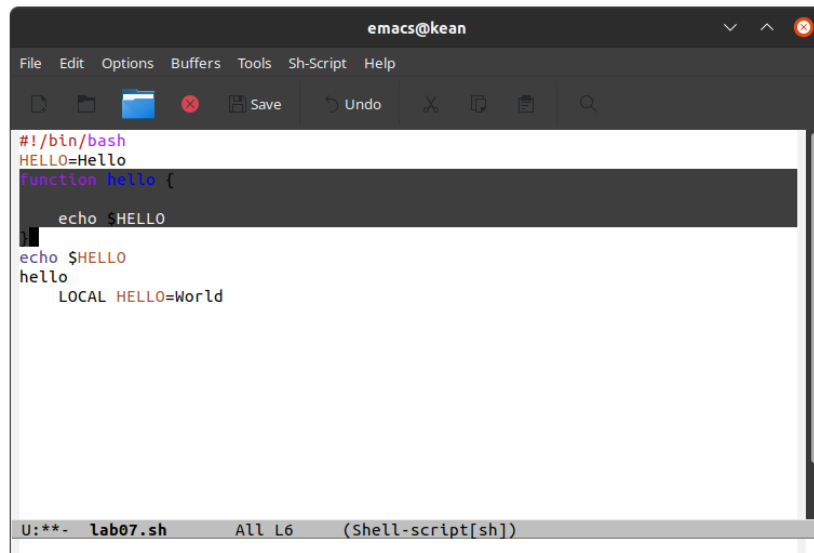 emacs@kean
File Edit Options Buffers Tools Sh-Script Help
Save Undo
#!/bin/bash
HELLO=Hello
function hello {
    echo $HELLO
}
echo $HELLO
hello
    LOCAL HELLO=World
U:**-  lab07.sh       All L6     (Shell-script[sh])